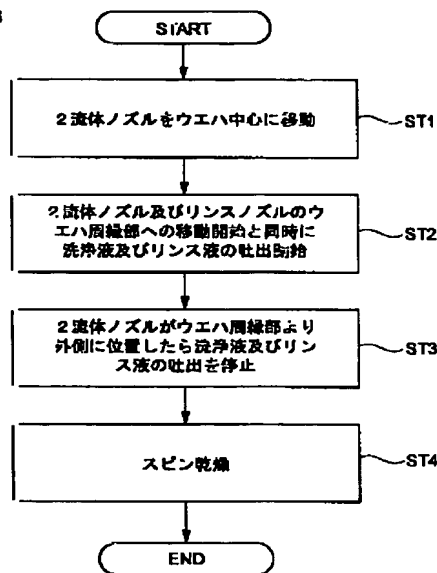 START
2流体ノズルをウエハ中心に移動
ST1
2流体ノズル及びリンスノズルのウ
エハ周縁部への移動開始と同時に
洗浄液及びリンス液の吐出開始
ST2
2流体ノズルがウエハ周縁部より
外側に位置したら洗浄液及びリン
ス液の吐出を停止
ST3
スピン乾燥
ST4
END